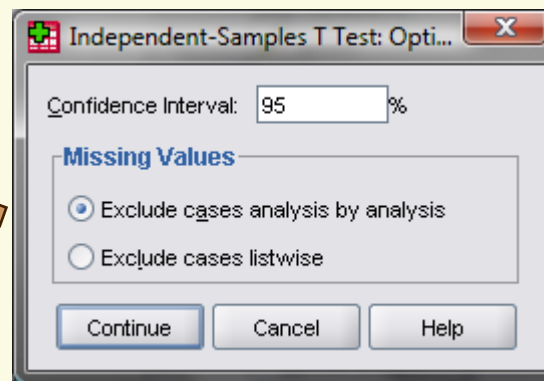 Independent-Samples T Test: Opti...
Confidence Interval: 95 %
Missing Values
Exclude cases analysis by analysis
Exclude cases listwise
Continue Cancel Help